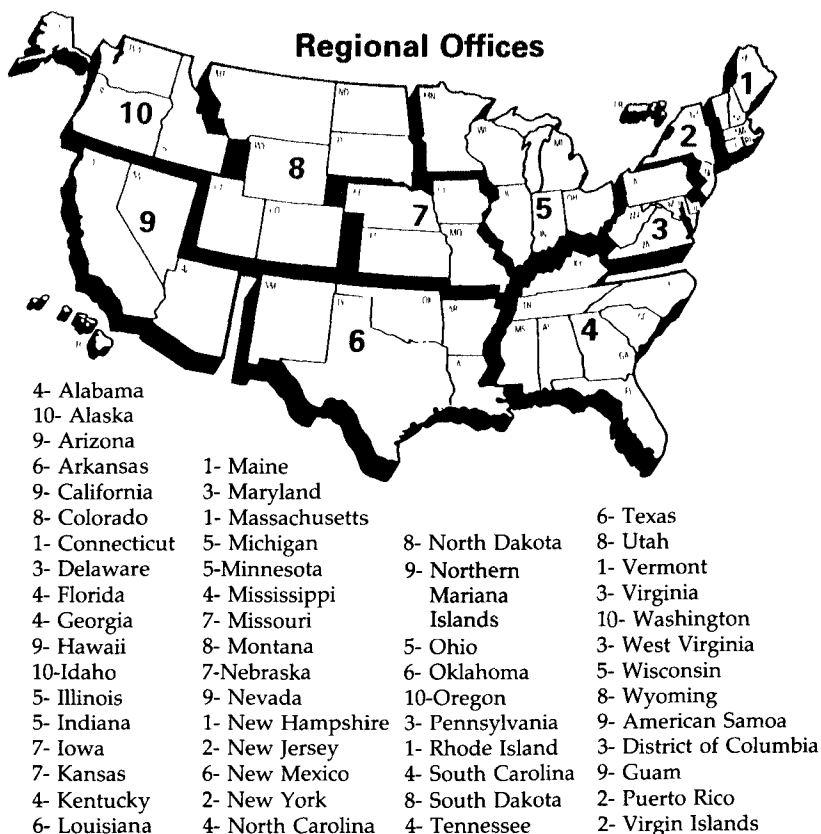 Regional Offices
10
8
9
7
6
5
4
3
2
1
4- Alabama
10- Alaska
9- Arizona
6- Arkansas
9- California
8- Colorado
1- Connecticut
3- Delaware
4- Florida
4- Georgia
9- Hawaii
10-Idaho
5- Illinois
5- Indiana
7- Iowa
7- Kansas
4- Kentucky
6- Louisiana
1- Maine
3- Maryland
1- Massachusetts
5- Michigan
5-Minnesota
4- Mississippi
7- Missouri
8- Montana
7-Nebraska
9- Nevada
1- New Hampshire
2- New Jersey
6- New Mexico
2- New York
4- North Carolina
8- North Dakota
9- Northern
Mariana
Islands
5- Ohio
6- Oklahoma
10-Oregon
3- Pennsylvania
1- Rhode Island
4- South Carolina
8- South Dakota
4- Tennessee
6- Texas
8- Utah
1- Vermont
3- Virginia
10- Washington
3- West Virginia
5- Wisconsin
8- Wyoming
9- American Samoa
3- District of Columbia
9- Guam
2- Puerto Rico
2- Virgin Islands